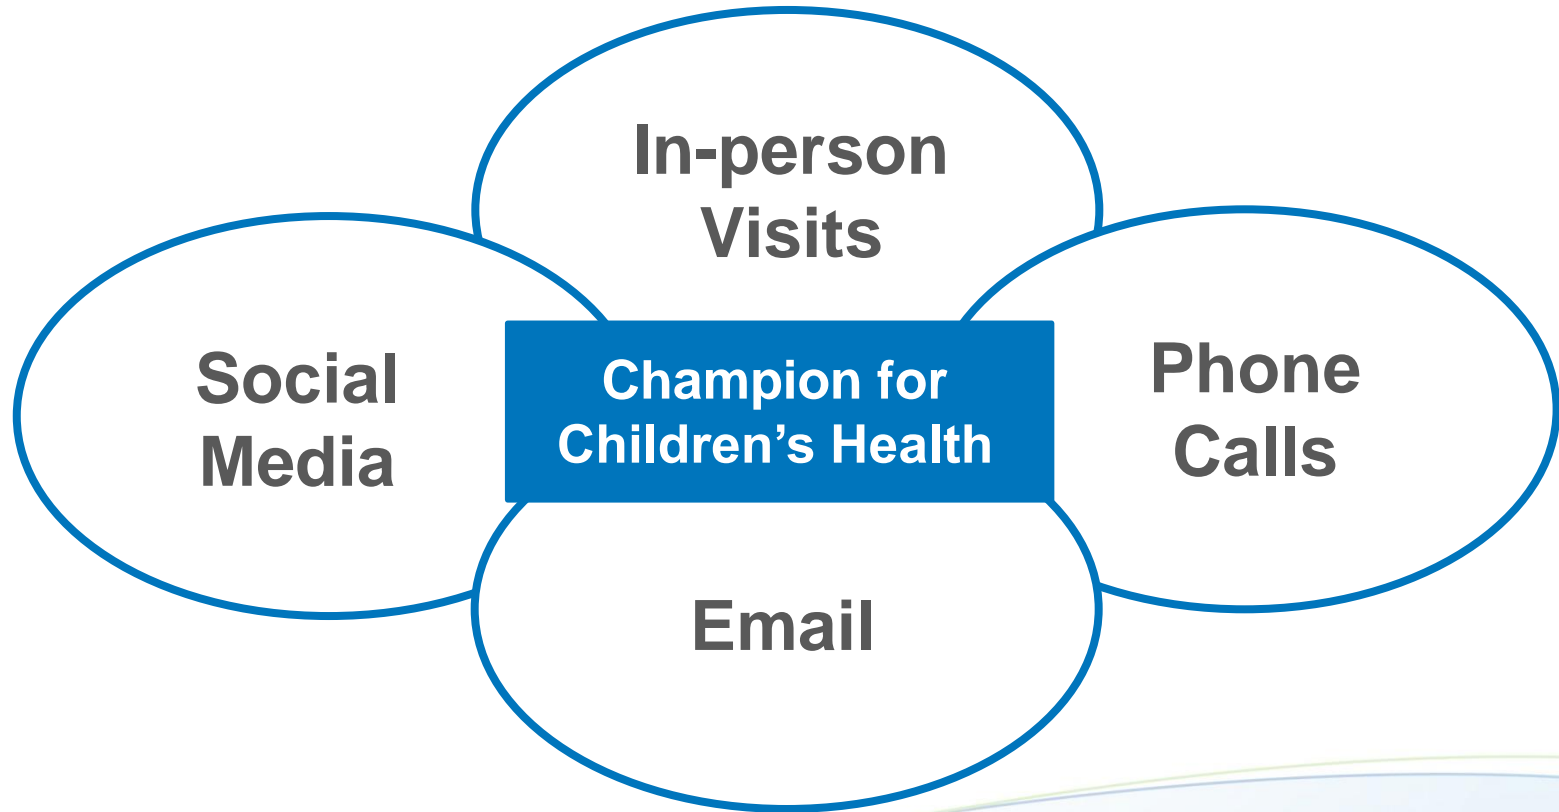 In-person
Visits
Social
Media
Champion for
Children’s Health
Phone
Calls
Email